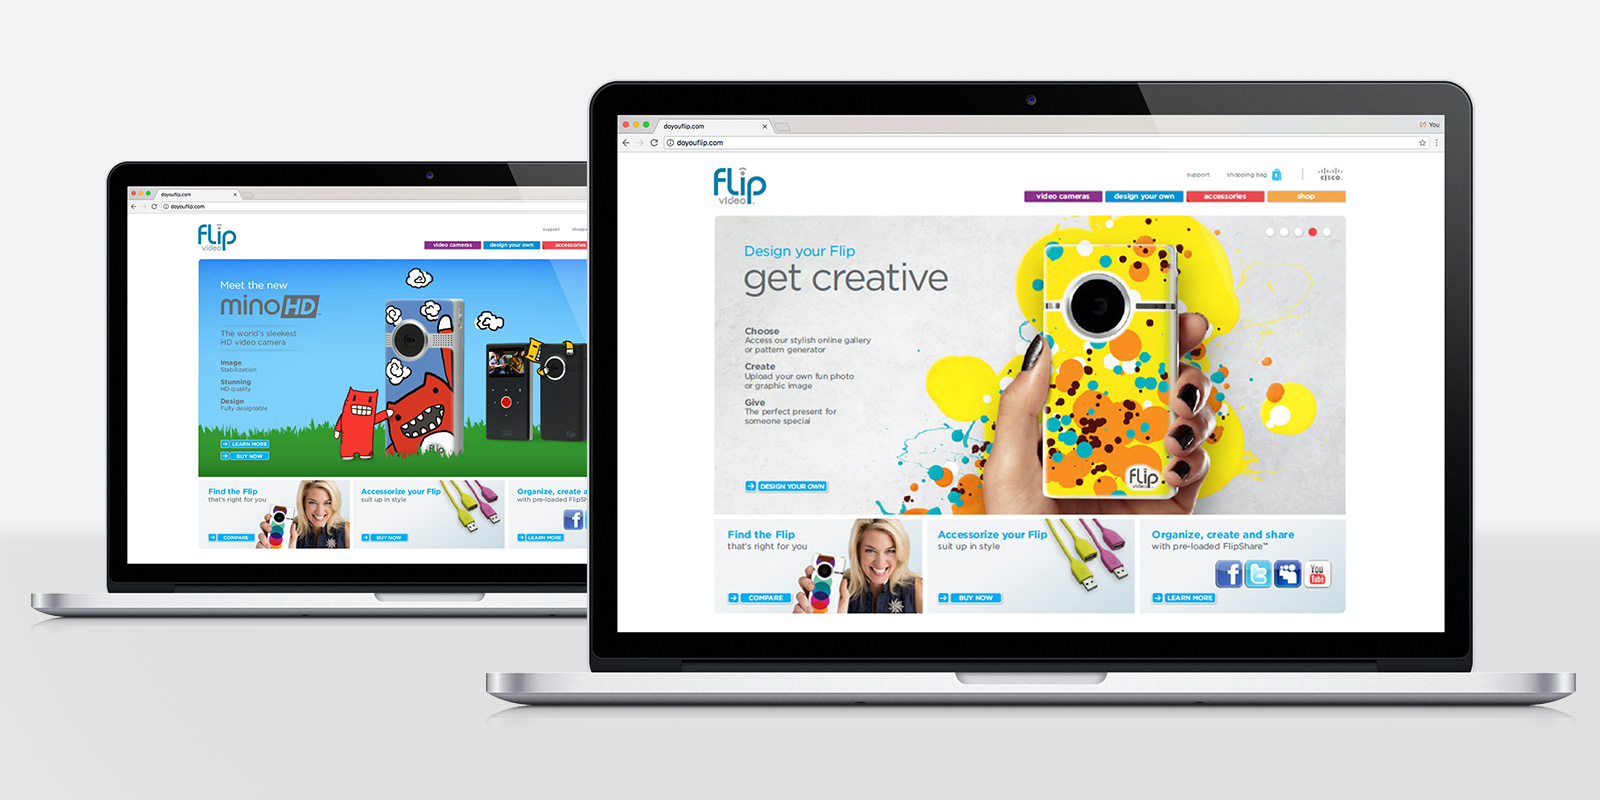 doyouflip.com
doyouflip.com
flip
video
support
video cameras
design your own
accessories
Meet the new
minoHD
The world's sleekest
HD video camera
Image
Stabilization
Stunning
HD quality
Design
Fully designable
LEARN MORE
BUY NOW
flip
Find the Flip
that's right for you
COMPARE
Accessorize your Flip
suit up in style
BUY NOW
Organize, create
with pre-loaded
LEARN MORE
doyouflip.com
You
doyouflip.com
flip
video
support
shopping bag
cisco
video cameras
design your own
accessories
shop
Design your Flip
get creative
Choose
Access our stylish online gallery
or pattern generator
Create
Upload your own fun photo
or graphic image
Give
The perfect present for
someone special
DESIGN YOUR OWN
flip
video
Find the Flip
that's right for you
COMPARE
Accessorize your Flip
suit up in style
BUY NOW
Organize, create and share
with pre-loaded FlipShare™
LEARN MORE
You
Tube